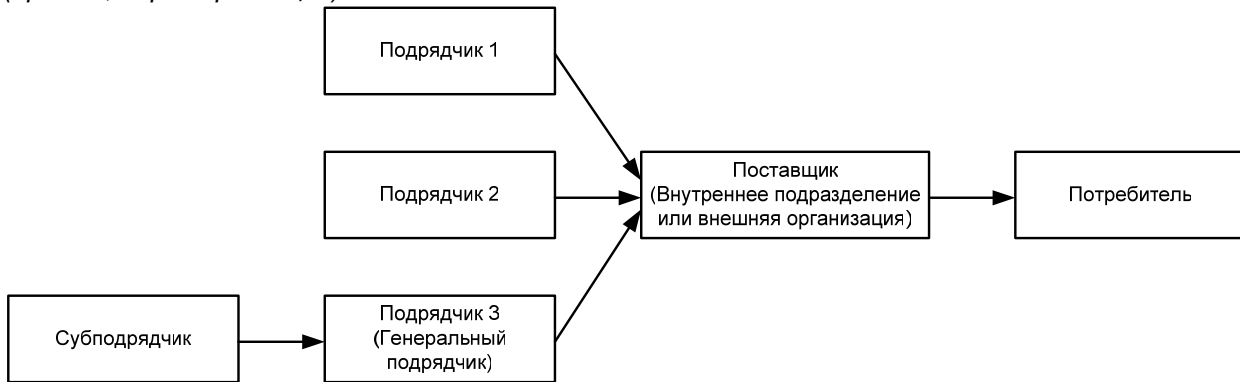 Подрядчик 1
Подрядчик 2
Поставщик
(Внутреннее подразделение
или внешняя организация)
Потребитель
Субподрядчик
Подрядчик 3
(Генеральный
подрядчик)